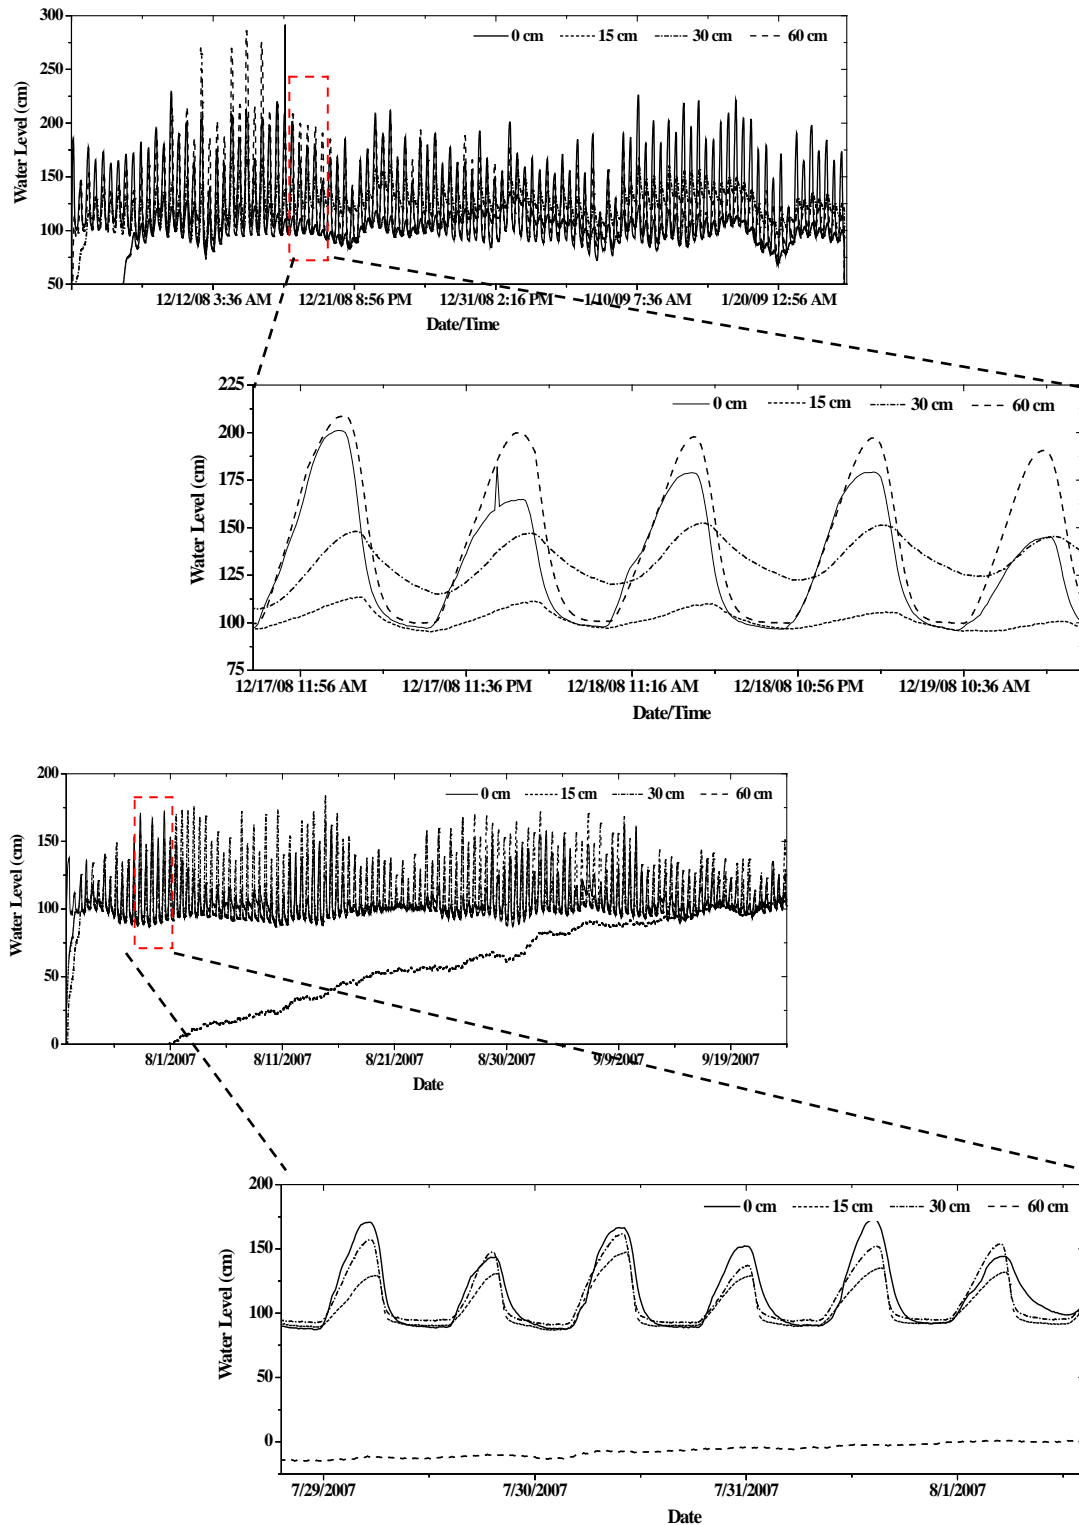 300
250
200
150
100
50
Water Level (cm)
0 cm 15 cm 30 cm 60 cm
12/12/08 3:36 AM 12/21/08 8:56 PM 12/31/08 2:16 PM 1/10/09 7:36 AM 1/20/09 12:56 AM
Date/Time
225
200
175
150
125
100
75
Water Level (cm)
0 cm 15 cm 30 cm 60 cm
12/17/08 11:56 AM 12/17/08 11:36 PM 12/18/08 11:16 AM 12/18/08 10:56 PM 12/19/08 10:36 AM
Date/Time
200
150
100
50
0
Water Level (cm)
0 cm 15 cm 30 cm 60 cm
8/1/2007 8/11/2007 8/21/2007 8/30/2007 9/9/2007 9/19/2007
Date
200
150
100
50
0
Water Level (cm)
0 cm 15 cm 30 cm 60 cm
7/29/2007 7/30/2007 7/31/2007 8/1/2007
Date